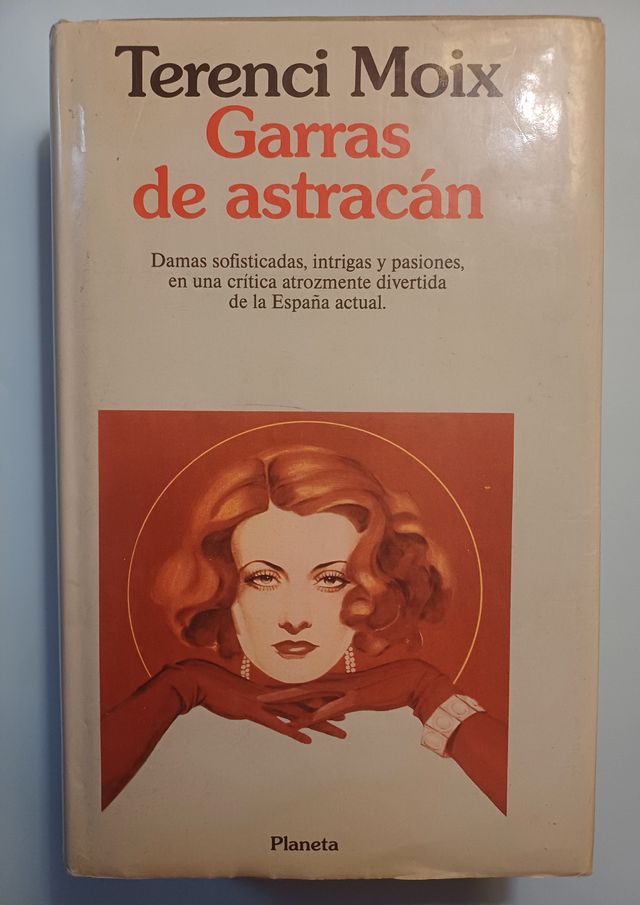 Terenci Moix
Garras
de astracán
Damas sofisticadas, intrigas y pasiones,
en una crítica atrozmente divertida
de la España actual.
Planeta